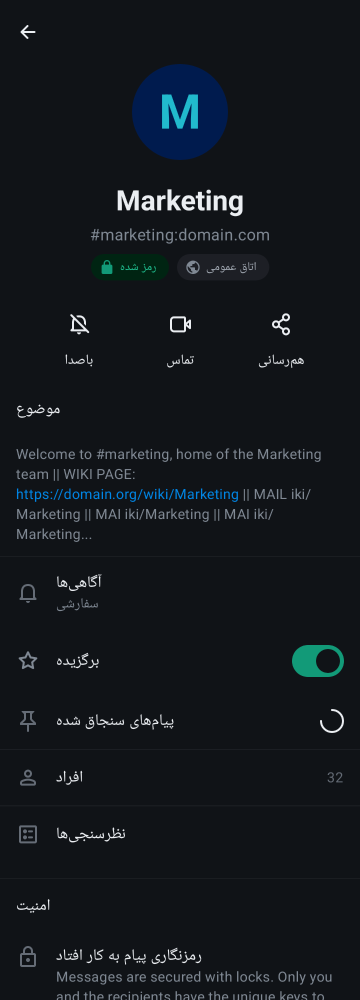 M
Marketing
#marketing:domain.com
رمز شده
اتاق عمومی
باصدا
تماس
هم‌رسانی
موضوع
Welcome to #marketing, home of the Marketing
team || WIKI PAGE:
https://domain.org/wiki/Marketing || MAIL iki/
Marketing || MAI iki/Marketing || MAI iki/
Marketing...
آگاهی‌ها
سفارشی
برگزیده
پیام‌های سنجاق شده
افراد
32
نظرسنجی‌ها
امنیت
رمزنگاری پیام به کار افتاد
Messages are secured with locks. Only you
and the recipients have the unique keys to